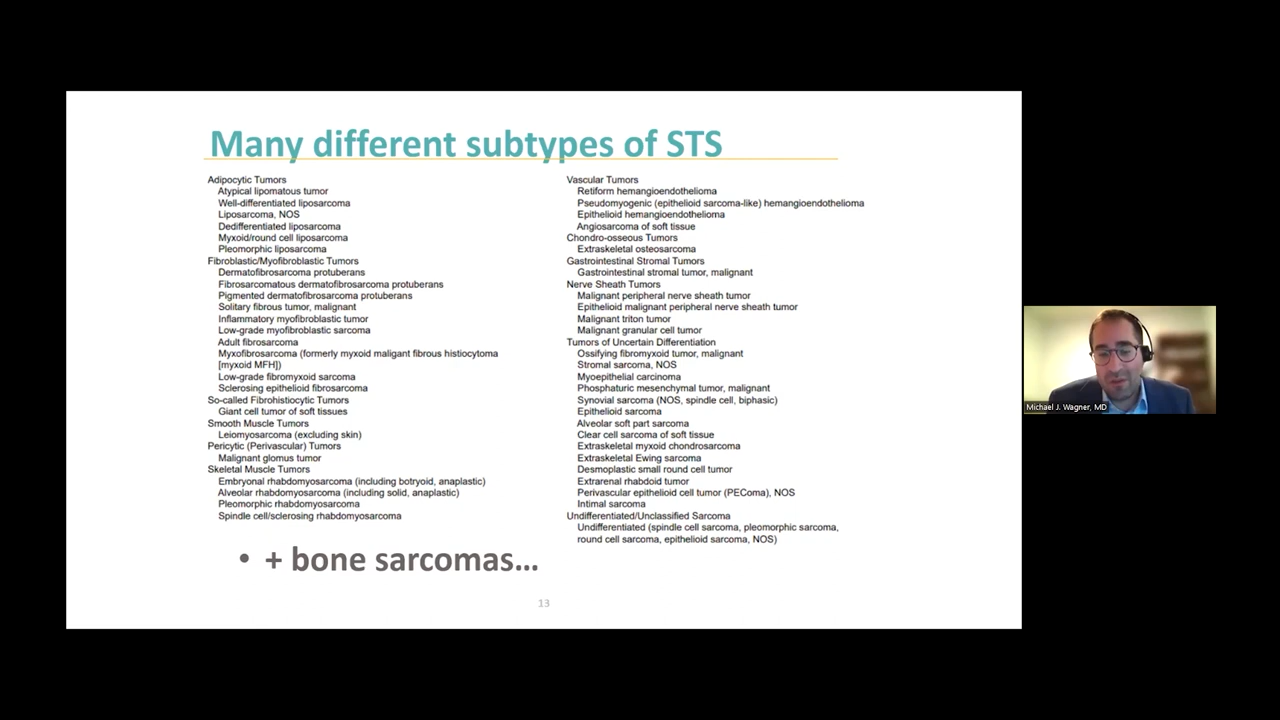 Many different subtypes of STS
Adipocytic Tumors
Atypical lipomatous tumor
Well-differentiated liposarcoma
Liposarcoma, NOS
Dedifferentiated liposarcoma
Myxoid/round cell liposarcoma
Pleomorphic liposarcoma
Fibroblastic/Myofibroblastic Tumors
Dermatofibrosarcoma protuberans
Fibrosarcomatous dermatofibrosarcoma protuberans
Pigmented dermatofibrosarcoma protuberans
Solitary fibrous tumor, malignant
Inflammatory myofibroblastic tumor
Low-grade myofibroblastic sarcoma
Adult fibrosarcoma
Myxofibrosarcoma (formerly myxoid maligant fibrous histiocytoma
[myxoid MFH])
Low-grade fibromyxoid sarcoma
Sclerosing epithelioid fibrosarcoma
So-called Fibrohistiocytic Tumors
Giant cell tumor of soft tissues
Smooth Muscle Tumors
Leiomyosarcoma (excluding skin)
Pericytic (Perivascular) Tumors
Malignant glomus tumor
Skeletal Muscle Tumors
Embryonal rhabdomyosarcoma (including botryoid, anaplastic)
Alveolar rhabdomyosarcoma (including solid, anaplastic)
Pleomorphic rhabdomyosarcoma
Spindle cell/sclerosing rhabdomyosarcoma
Vascular Tumors
Retiform hemangioendothelioma
Pseudomyogenic (epithelioid sarcoma-like) hemangioendothelioma
Epithelioid hemangioendothelioma
Angiosarcoma of soft tissue
Chondro-osseous Tumors
Extraskeletal osteosarcoma
Gastrointestinal Stromal Tumors
Gastrointestinal stromal tumor, malignant
Nerve Sheath Tumors
Malignant peripheral nerve sheath tumor
Epithelioid malignant peripheral nerve sheath tumor
Malignant triton tumor
Malignant granular cell tumor
Tumors of Uncertain Differentiation
Ossifying fibromyxoid tumor, malignant
Stromal sarcoma, NOS
Myoepithelial carcinoma
Phosphaturic mesenchymal tumor, malignant
Synovial sarcoma (NOS, spindle cell, biphasic)
Epithelioid sarcoma
Alveolar soft part sarcoma
Clear cell sarcoma of soft tissue
Extraskeletal myxoid chondrosarcoma
Extraskeletal Ewing sarcoma
Desmoplastic small round cell tumor
Extrarenal rhabdoid tumor
Perivascular epithelioid cell tumor (PEComa), NOS
Intimal sarcoma
Undifferentiated/Unclassified Sarcoma
Undifferentiated (spindle cell sarcoma, pleomorphic sarcoma,
round cell sarcoma, epithelioid sarcoma, NOS)
• + bone sarcomas…
13
Michael J. Wagner, MD